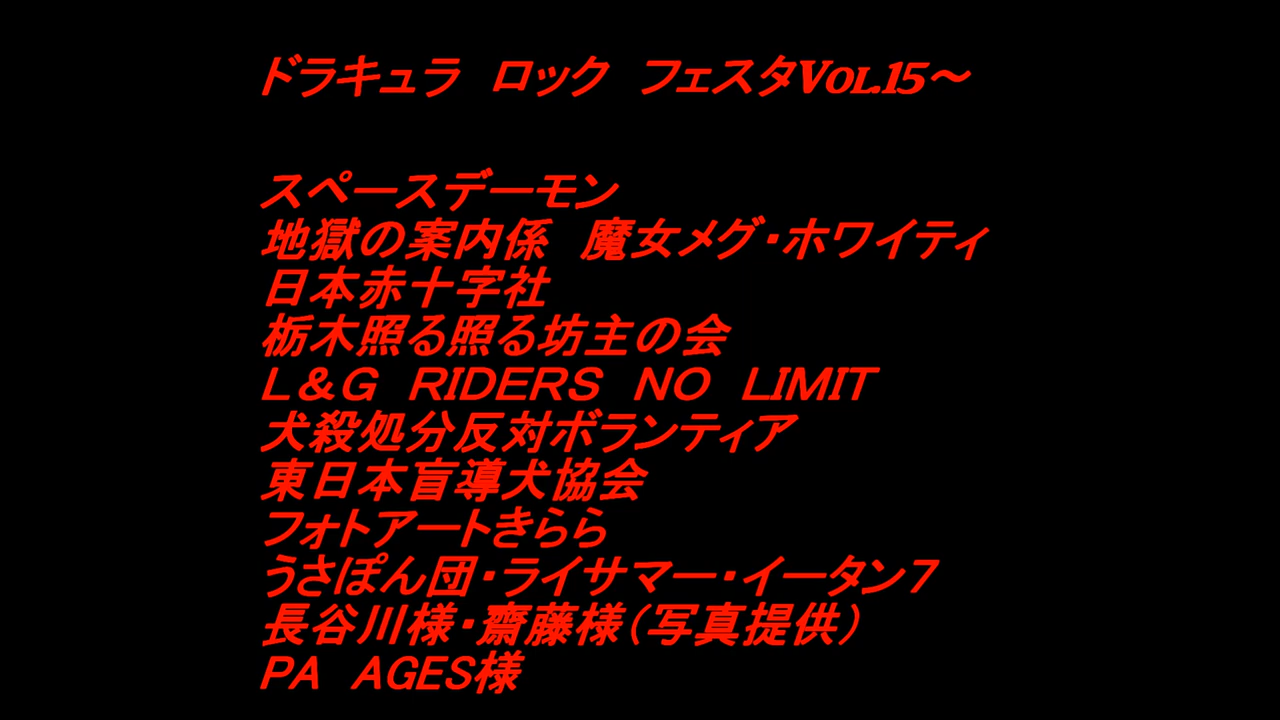 ドラキュラ　ロック　フェスタVOL.15～
スペースデーモン
地獄の案内係　魔女メグ・ホワイティ
日本赤十字社
栃木照る照る坊主の会
L＆G　RIDERS　NO　LIMIT
犬殺処分反対ボランティア
東日本盲導犬協会
フォトアートきらら
うさぽん団・ライサマー・イータン７
長谷川様・齋藤様（写真提供）
PA　AGES様